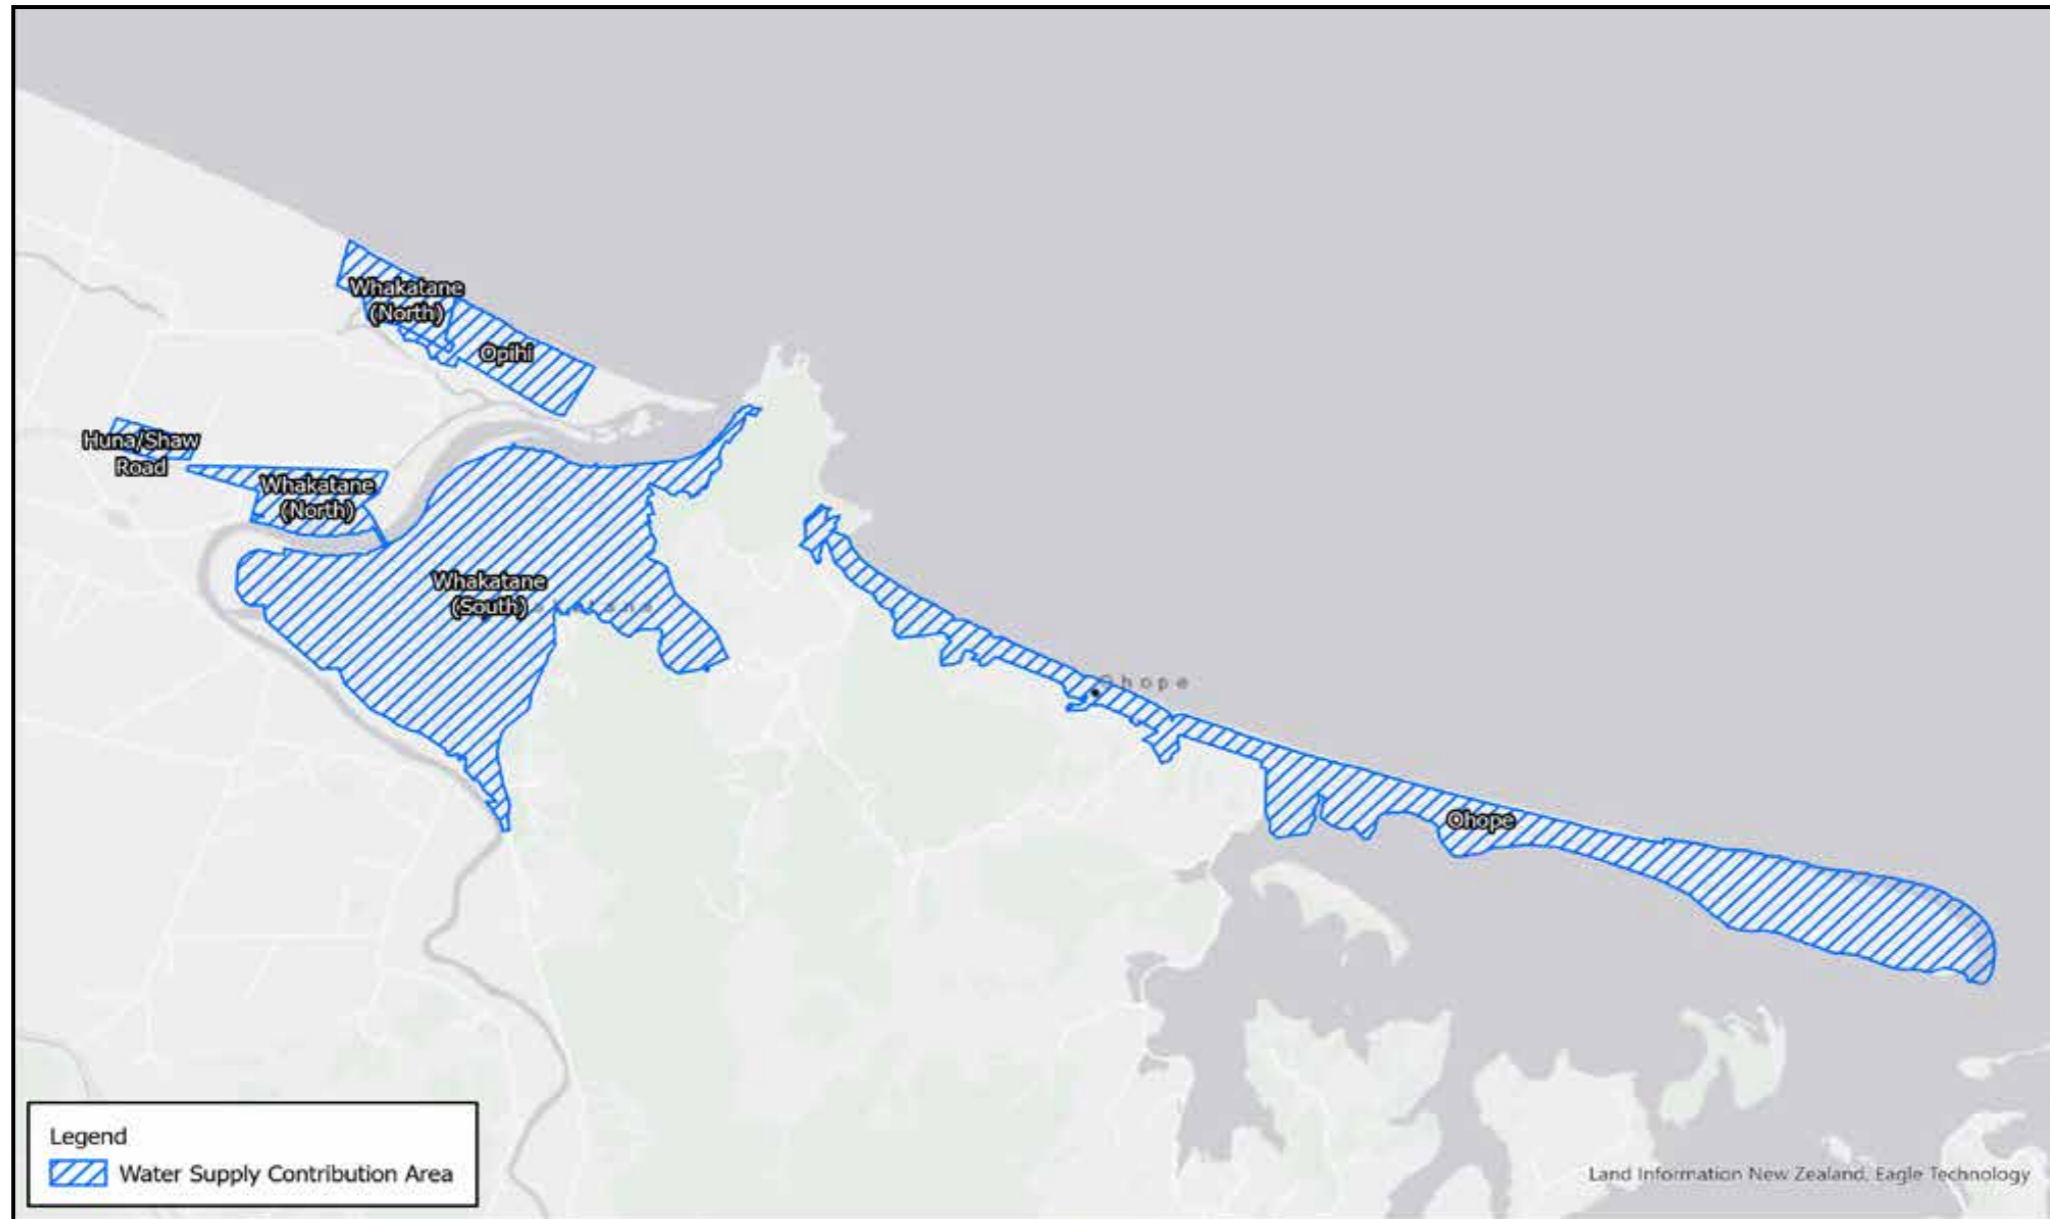 Whakatane
(North)
Opihi
Huna/Shaw
Road
Whakatane
(North)
Whakatane
(South)
Ohope
Ohope
Legend
Water Supply Contribution Area
Land Information New Zealand, Eagle Technology